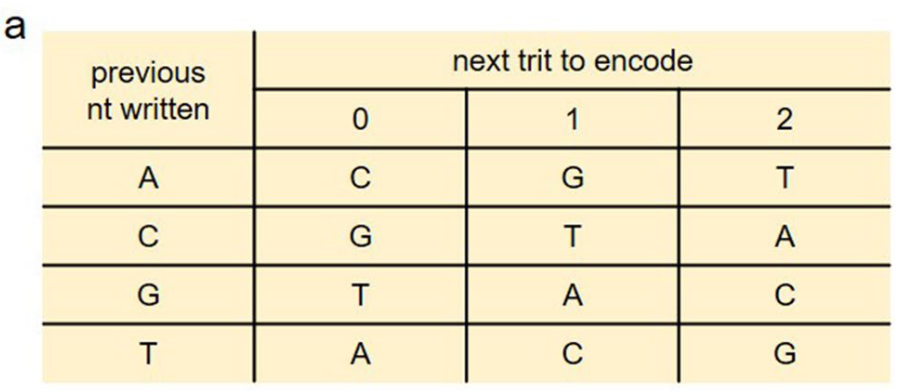 a
previous
nt written
next trit to encode
0 1 2
A C G T
C G T A
G T A C
T A C G